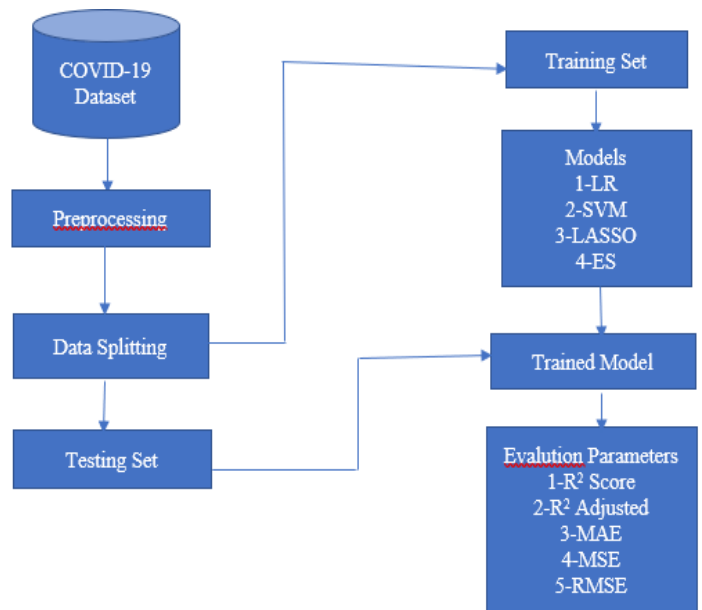 COVID-19
Dataset
Preprocessing
Data Splitting
Testing Set
Training Set
Models
1-LR
2-SVM
3-LASSO
4-ES
Trained Model
Evalution Parameters
1-R² Score
2-R² Adjusted
3-MAE
4-MSE
5-RMSE